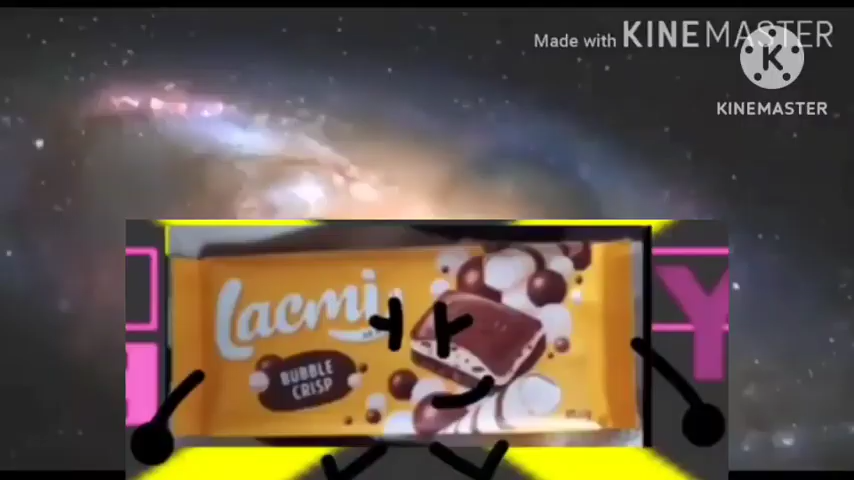 Made with KINEMASTER
KINEMASTER
Lacmi
BUBBLE
CRISP
Y